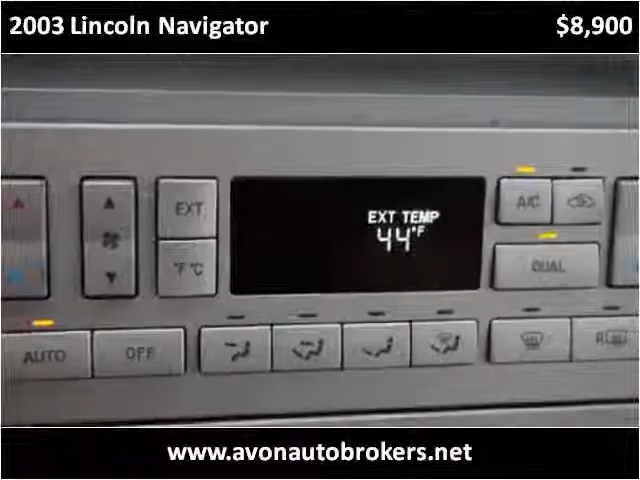 2003 Lincoln Navigator $8,900
EXT
EXT TEMP
44°F
A/C
°F °C
DUAL
AUTO
OFF
R
www.avonautobrokers.net